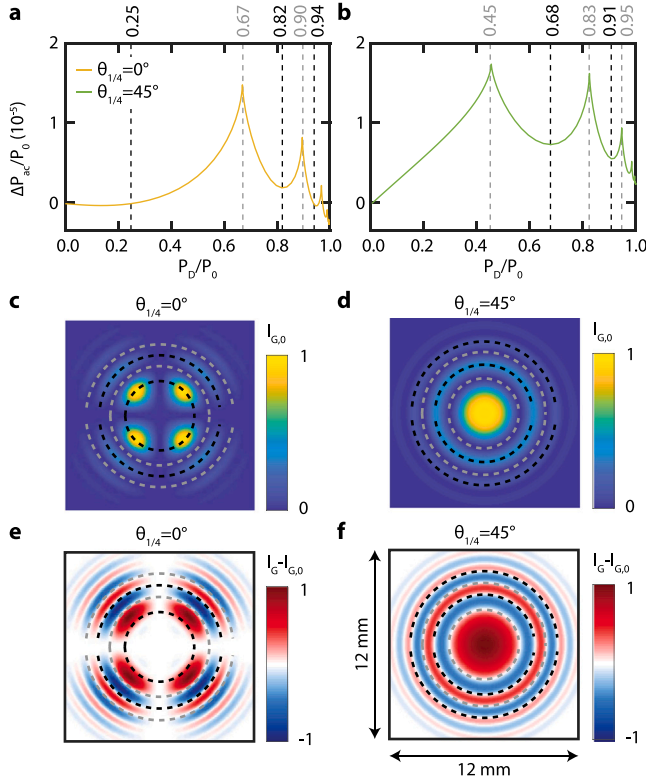 a
0.25
0.67
0.82
0.90
0.94
b
0.45
0.68
0.83
0.91
0.95
ΔP_ac/P_0 (10^-5)
2
1
0
θ_1/4=0°
θ_1/4=45°
0.0 0.2 0.4 0.6 0.8 1.0
P_D/P_0
2
1
0
0.0 0.2 0.4 0.6 0.8 1.0
P_D/P_0
c
θ_1/4=0°
I_G,0
1
0
d
θ_1/4=45°
I_G,0
1
0
e
θ_1/4=0°
I_G-I_G,0
1
-1
f
θ_1/4=45°
I_G-I_G,0
1
-1
12 mm
12 mm